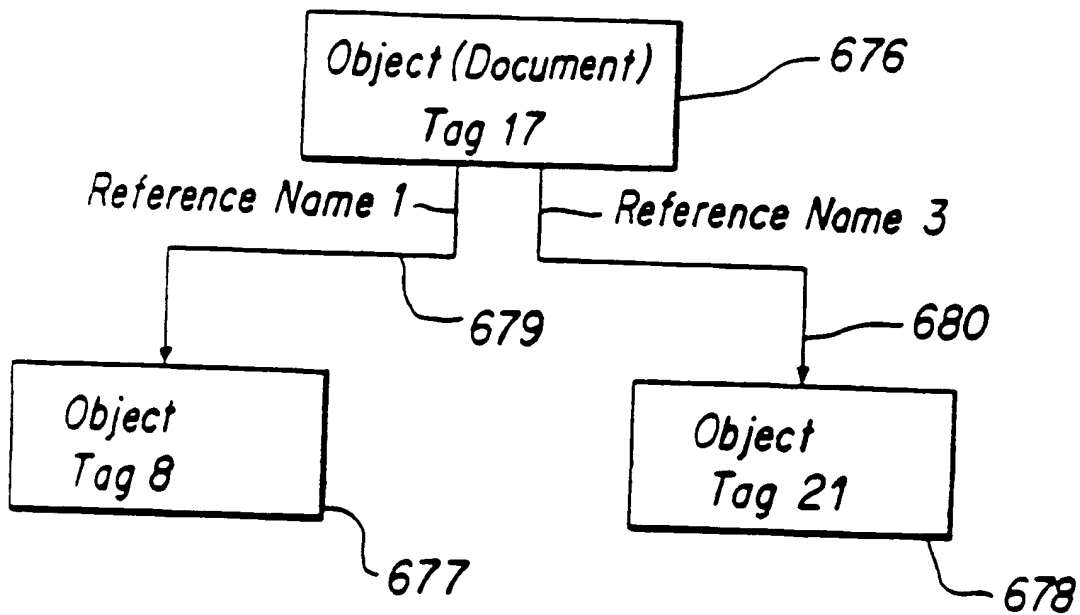 Object (Document)
Tag 17
676
Reference Name 1
Reference Name 3
679
680
Object
Tag 8
677
Object
Tag 21
678